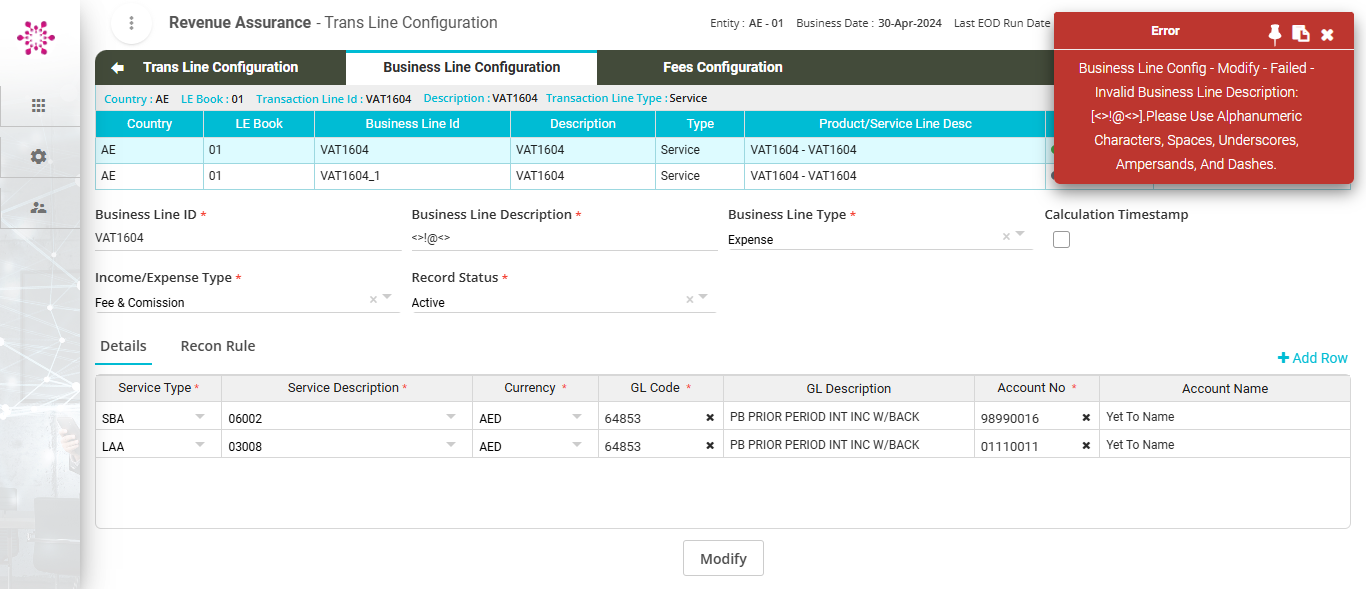 Revenue Assurance - Trans Line Configuration
Entity : AE - 01 Business Date : 30-Apr-2024 Last EOD Run Date
Error
Business Line Config - Modify - Failed -
Invalid Business Line Description:
[<>!@<>].Please Use Alphanumeric
Characters, Spaces, Underscores,
Ampersands, And Dashes.
Trans Line Configuration Business Line Configuration Fees Configuration
Country : AE LE Book : 01 Transaction Line Id : VAT1604 Description : VAT1604 Transaction Line Type : Service
Country LE Book Business Line Id Description Type Product/Service Line Desc
AE 01 VAT1604 VAT1604 Service VAT1604 - VAT1604
AE 01 VAT1604_1 VAT1604 Service VAT1604 - VAT1604
Business Line ID * Business Line Description * Business Line Type * Calculation Timestamp
VAT1604 <>!@<> Expense
Income/Expense Type * Record Status *
Fee & Comission Active
Details Recon Rule
Add Row
Service Type * Service Description * Currency * GL Code * GL Description Account No * Account Name
SBA 06002 AED 64853 PB PRIOR PERIOD INT INC W/BACK 98990016 Yet To Name
LAA 03008 AED 64853 PB PRIOR PERIOD INT INC W/BACK 01110011 Yet To Name
Modify